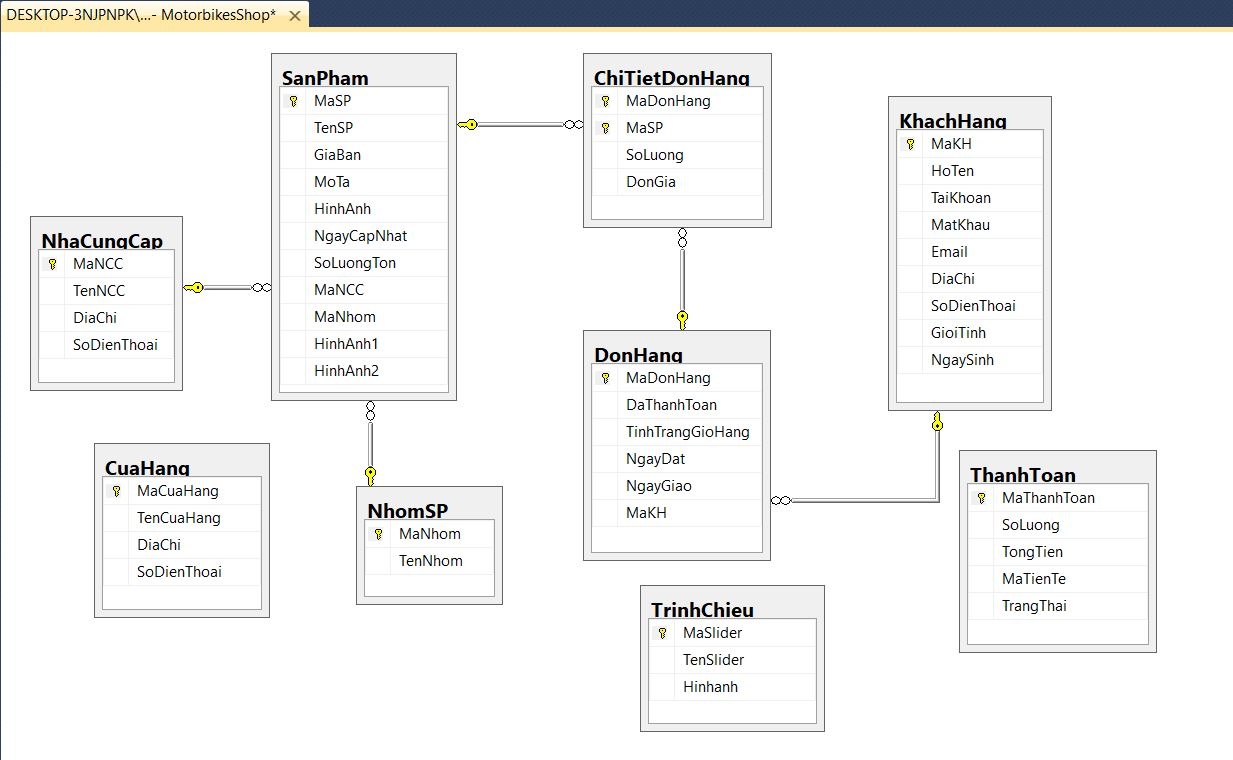 DESKTOP-3NJPNPK\...- MotorbikesShop*
SanPham
MaSP
TenSP
GiaBan
MoTa
HinhAnh
NgayCapNhat
SoLuongTon
MaNCC
MaNhom
HinhAnh1
HinhAnh2
ChiTietDonHang
MaDonHang
MaSP
SoLuong
DonGia
KhachHang
MaKH
HoTen
TaiKhoan
MatKhau
Email
DiaChi
SoDienThoai
GioiTinh
NgaySinh
NhaCungCap
MaNCC
TenNCC
DiaChi
SoDienThoai
DonHang
MaDonHang
DaThanhToan
TinhTrangGioHang
NgayDat
NgayGiao
MaKH
CuaHang
MaCuaHang
TenCuaHang
DiaChi
SoDienThoai
NhomSP
MaNhom
TenNhom
ThanhToan
MaThanhToan
SoLuong
TongTien
MaTienTe
TrangThai
TrinhChieu
MaSlider
TenSlider
Hinhanh